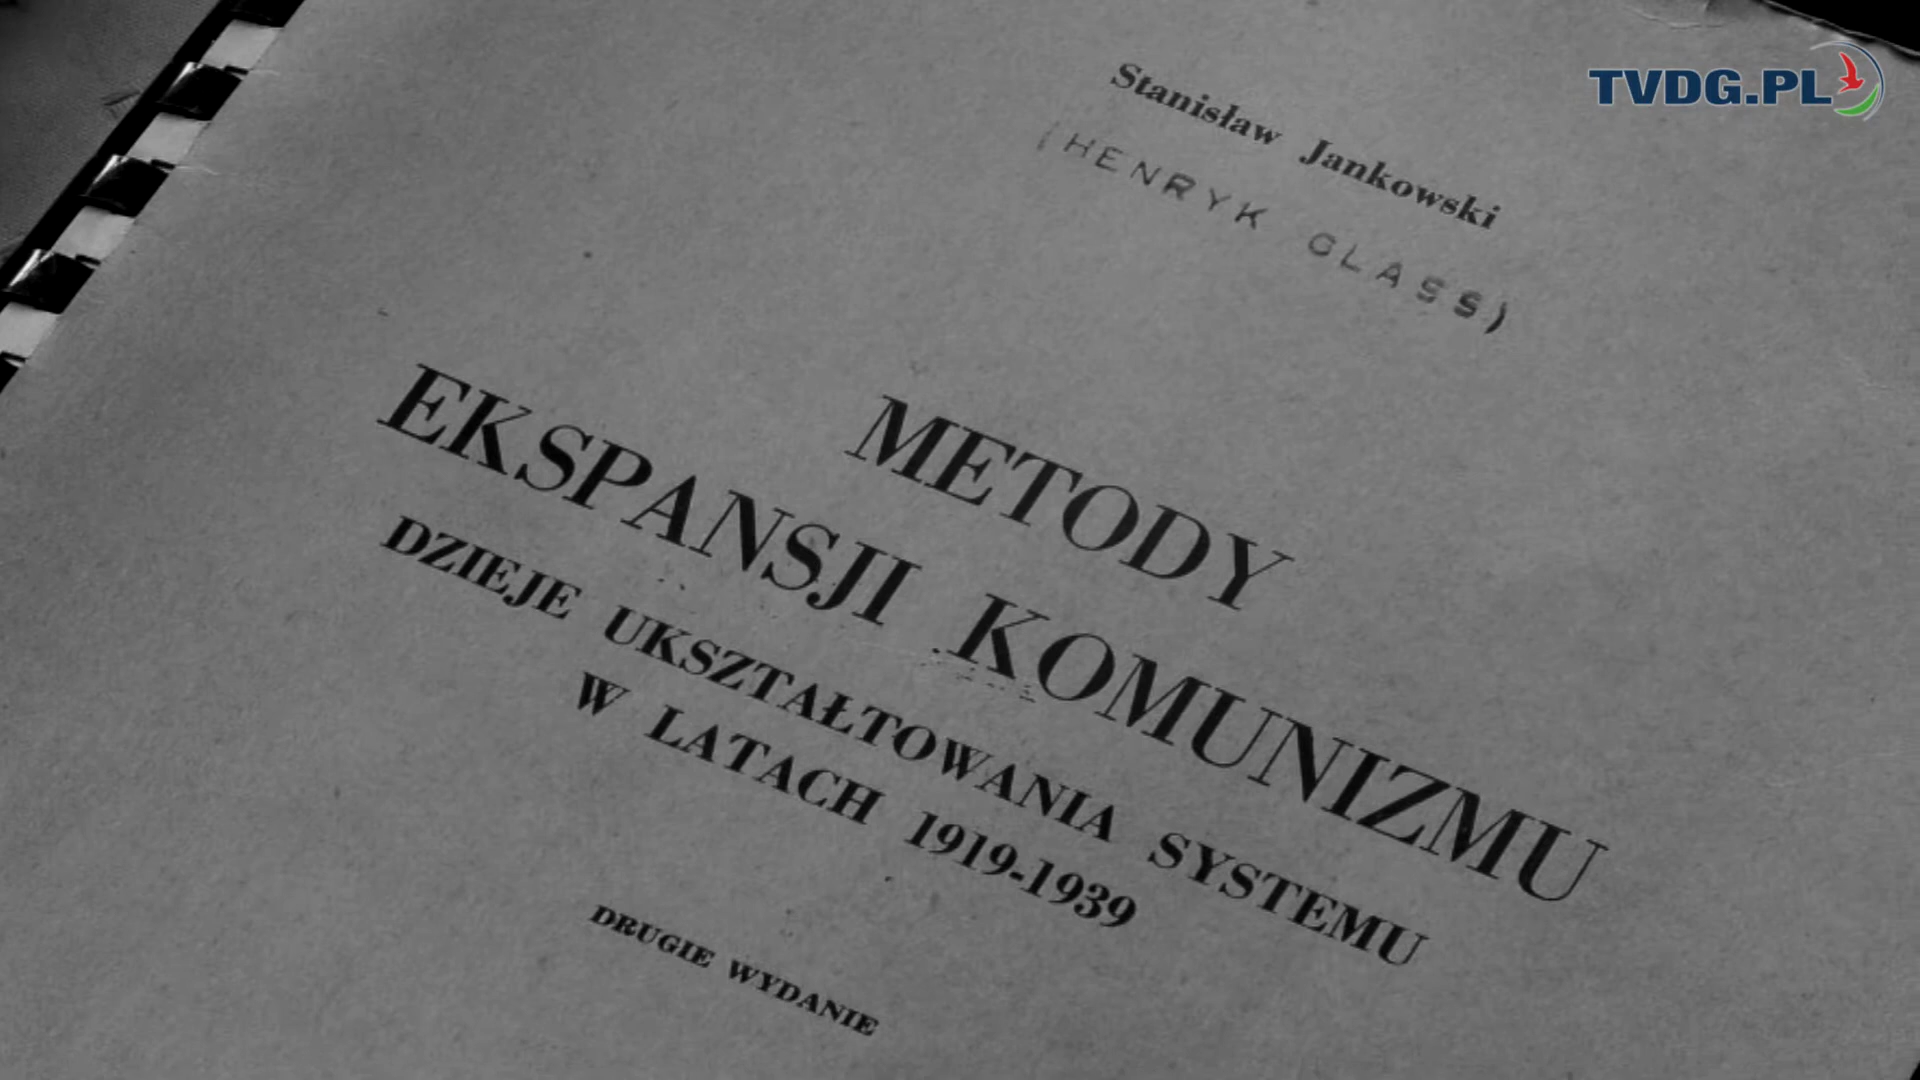 TVDG.PL
Stanisław Jankowski
(HENRYK GLASS)
METODY
EKSPANSJI KOMUNIZMU
DZIEJE UKSZTAŁTOWANIA SYSTEMU
W LATACH 1919-1939
DRUGIE WYDANIE